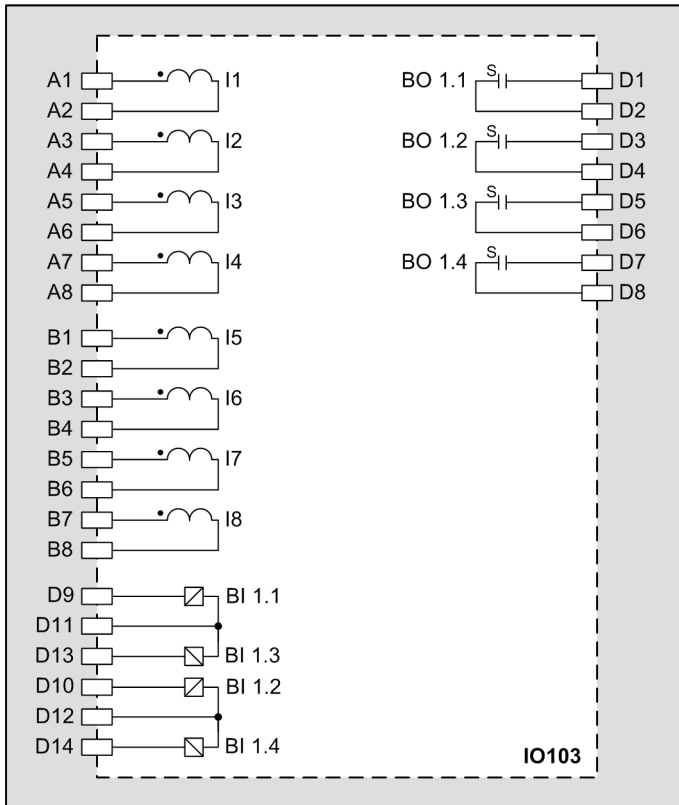 A1 I1 BO 1.1 S D1
A2 D2
A3 I2 BO 1.2 S D3
A4 D4
A5 I3 BO 1.3 S D5
A6 D6
A7 I4 BO 1.4 S D7
A8 D8
B1 I5
B2
B3 I6
B4
B5 I7
B6
B7 I8
B8
D9 BI 1.1
D11
D13 BI 1.3
D10 BI 1.2
D12
D14 BI 1.4
IO103